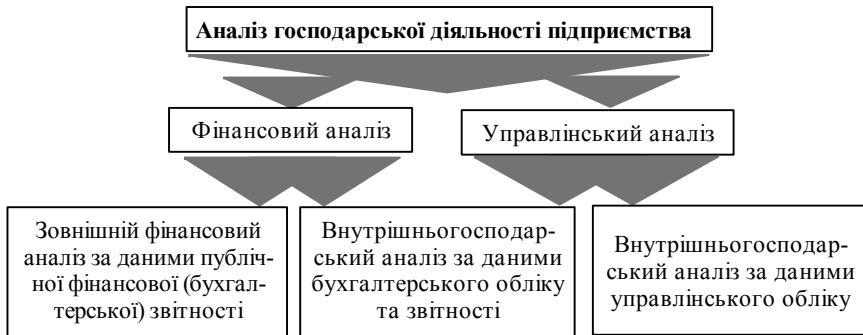 Аналіз господарської діяльності підприємства
Фінансовий аналіз
Управлінський аналіз
Зовнішній фінансовий
аналіз за даними публіч-
ної фінансової (бухгал-
терської) звітності
Внутрішньогосподар-
ський аналіз за даними
бухгалтерського обліку
та звітності
Внутрішньогосподар-
ський аналіз за даними
управлінського обліку